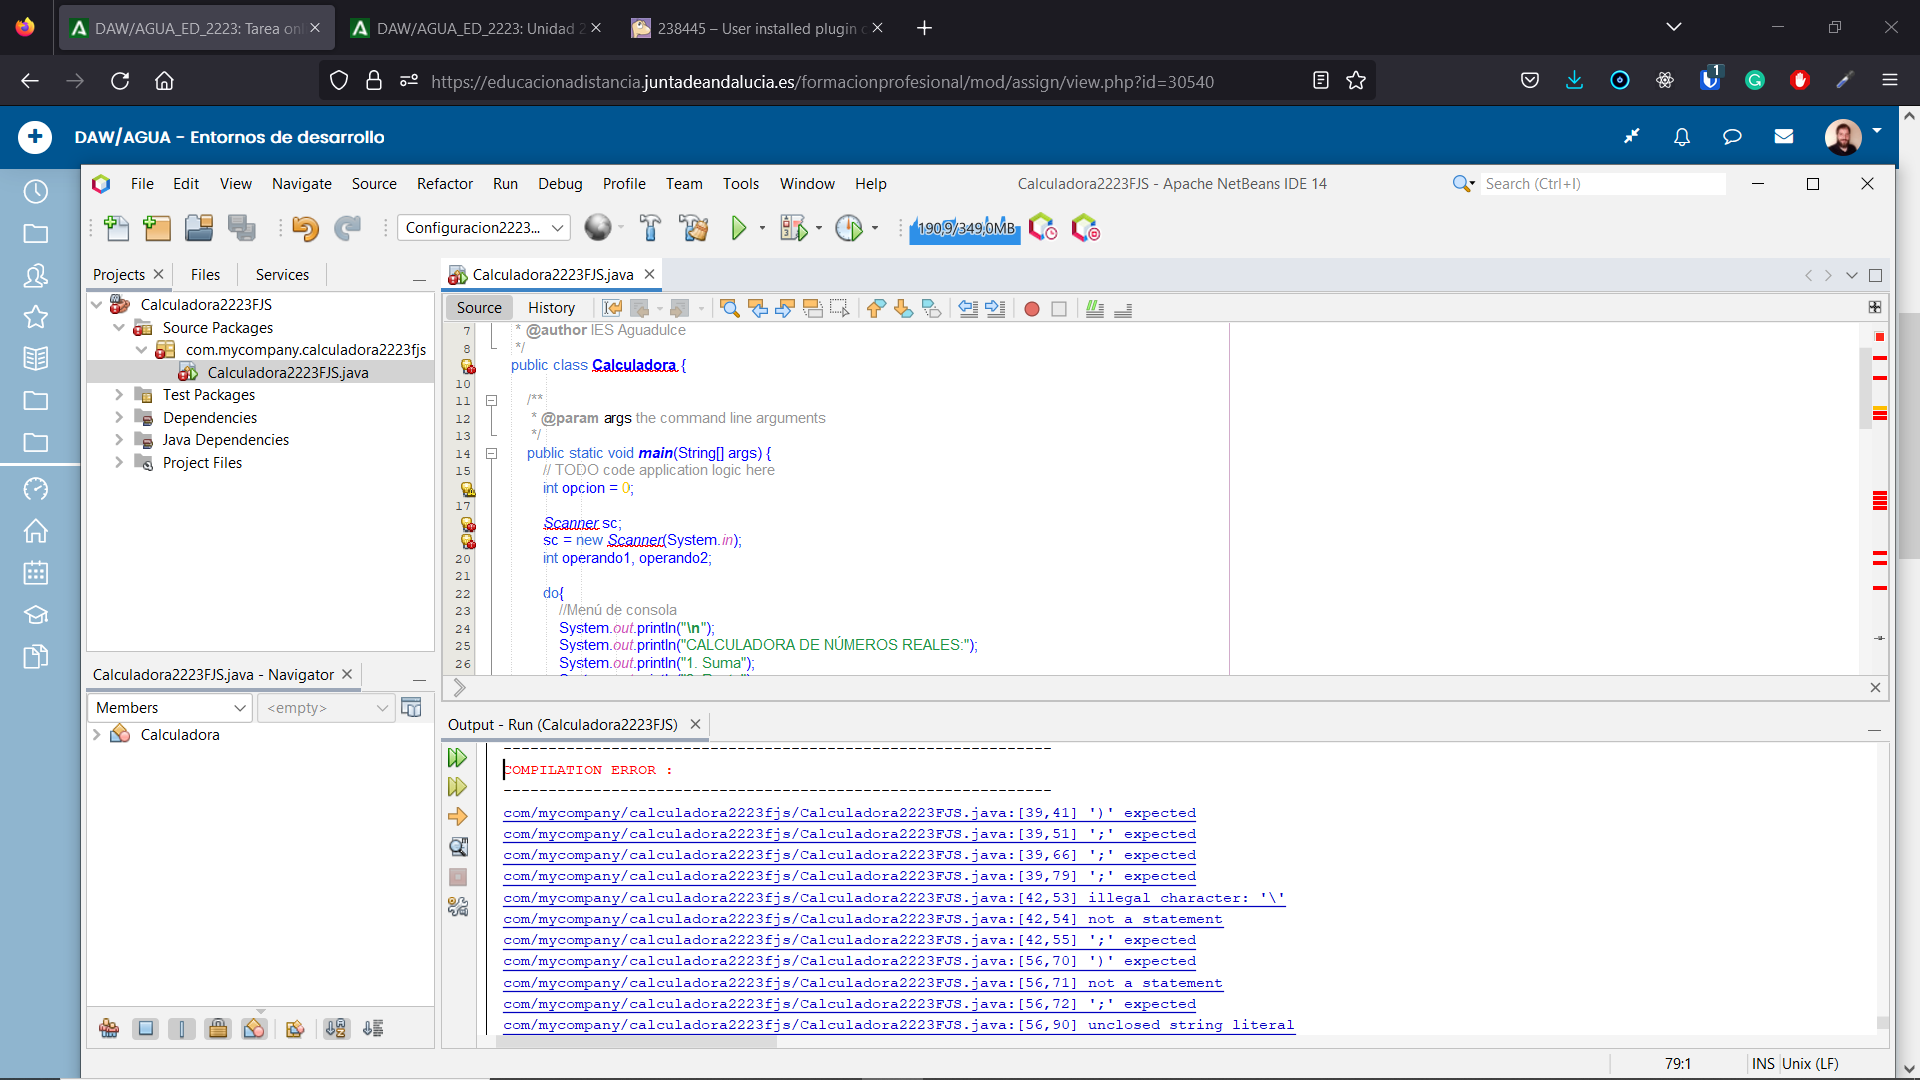 DAW/AGUA_ED_2223: Tarea onl
DAW/AGUA_ED_2223: Unidad 2
238445 – User installed plugin c
https://educacionadistancia.juntadeandalucia.es/formacionprofesional/mod/assign/view.php?id=30540
1
DAW/AGUA - Entornos de desarrollo
File Edit View Navigate Source Refactor Run Debug Profile Team Tools Window Help
Calculadora2223FJS - Apache NetBeans IDE 14
Search (Ctrl+I)
Configuracion2223...
190,9/349,0MB
Projects Files Services
Calculadora2223FJS.java
Calculadora2223FJS
Source Packages
com.mycompany.calculadora2223fjs
Calculadora2223FJS.java
Test Packages
Dependencies
Java Dependencies
Project Files
Source History
7 * @author IES Aguadulce
8 */
public class Calculadora {
10
11 /**
12 * @param args the command line arguments
13 */
14 public static void main(String[] args) {
15 // TODO code application logic here
int opcion = 0;
17
Scanner sc;
sc = new Scanner(System.in);
20 int operando1, operando2;
21
22 do{
23 //Menú de consola
24 System.out.println("\n");
25 System.out.println("CALCULADORA DE NÚMEROS REALES:");
26 System.out.println("1. Suma");
Calculadora2223FJS.java - Navigator
Members <empty>
Calculadora
Output - Run (Calculadora2223FJS)
-------------------------------------------------------------
COMPILATION ERROR :
-------------------------------------------------------------
com/mycompany/calculadora2223fjs/Calculadora2223FJS.java:[39,41] ')' expected
com/mycompany/calculadora2223fjs/Calculadora2223FJS.java:[39,51] ';' expected
com/mycompany/calculadora2223fjs/Calculadora2223FJS.java:[39,66] ';' expected
com/mycompany/calculadora2223fjs/Calculadora2223FJS.java:[39,79] ';' expected
com/mycompany/calculadora2223fjs/Calculadora2223FJS.java:[42,53] illegal character: '\'
com/mycompany/calculadora2223fjs/Calculadora2223FJS.java:[42,54] not a statement
com/mycompany/calculadora2223fjs/Calculadora2223FJS.java:[42,55] ';' expected
com/mycompany/calculadora2223fjs/Calculadora2223FJS.java:[56,70] ')' expected
com/mycompany/calculadora2223fjs/Calculadora2223FJS.java:[56,71] not a statement
com/mycompany/calculadora2223fjs/Calculadora2223FJS.java:[56,72] ';' expected
com/mycompany/calculadora2223fjs/Calculadora2223FJS.java:[56,90] unclosed string literal
79:1 INS Unix (LF)